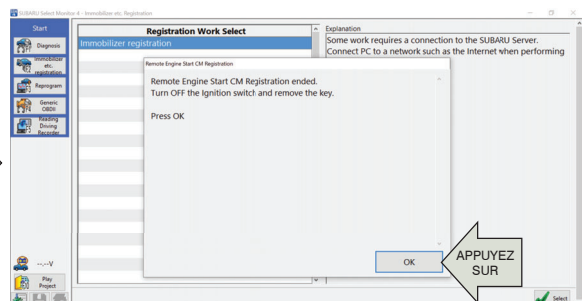 SUBARU Select Monitor 4 - Immobilizer etc. Registration
Start
Diagnosis
Immobilizer
etc.
registration
Reprogram
Generic
OBDII
Reading
Driving
Recorder
--.--V
Play
Project
Registration Work Select
Immobilizer registration
Explanation
Some work requires a connection to the SUBARU Server.
Connect PC to a network such as the Internet when performing
Remote Engine Start CM Registration
Remote Engine Start CM Registration ended.
Turn OFF the Ignition switch and remove the key.
Press OK
OK
APPUYEZ
SUR
Select